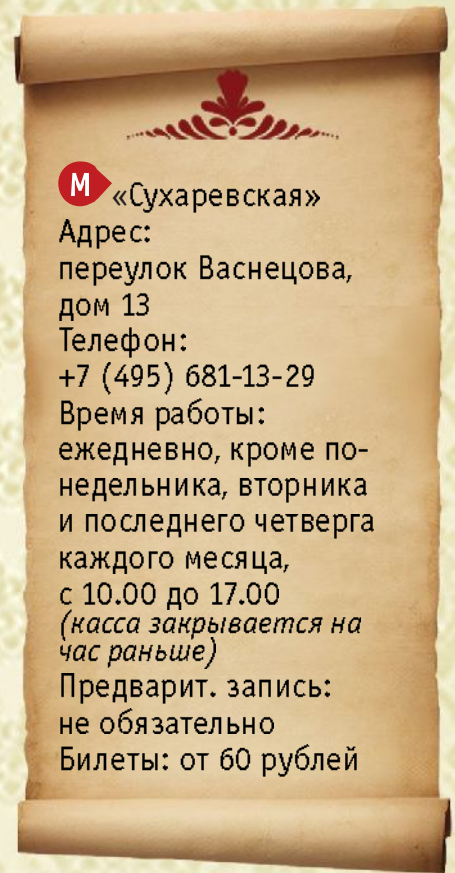 М «Сухаревская»
Адрес:
переулок Васнецова,
дом 13
Телефон:
+7 (495) 681-13-29
Время работы:
ежедневно, кроме по-
недельника, вторника
и последнего четверга
каждого месяца,
с 10.00 до 17.00
(касса закрывается на
час раньше)
Предварит. запись:
не обязательно
Билеты: от 60 рублей